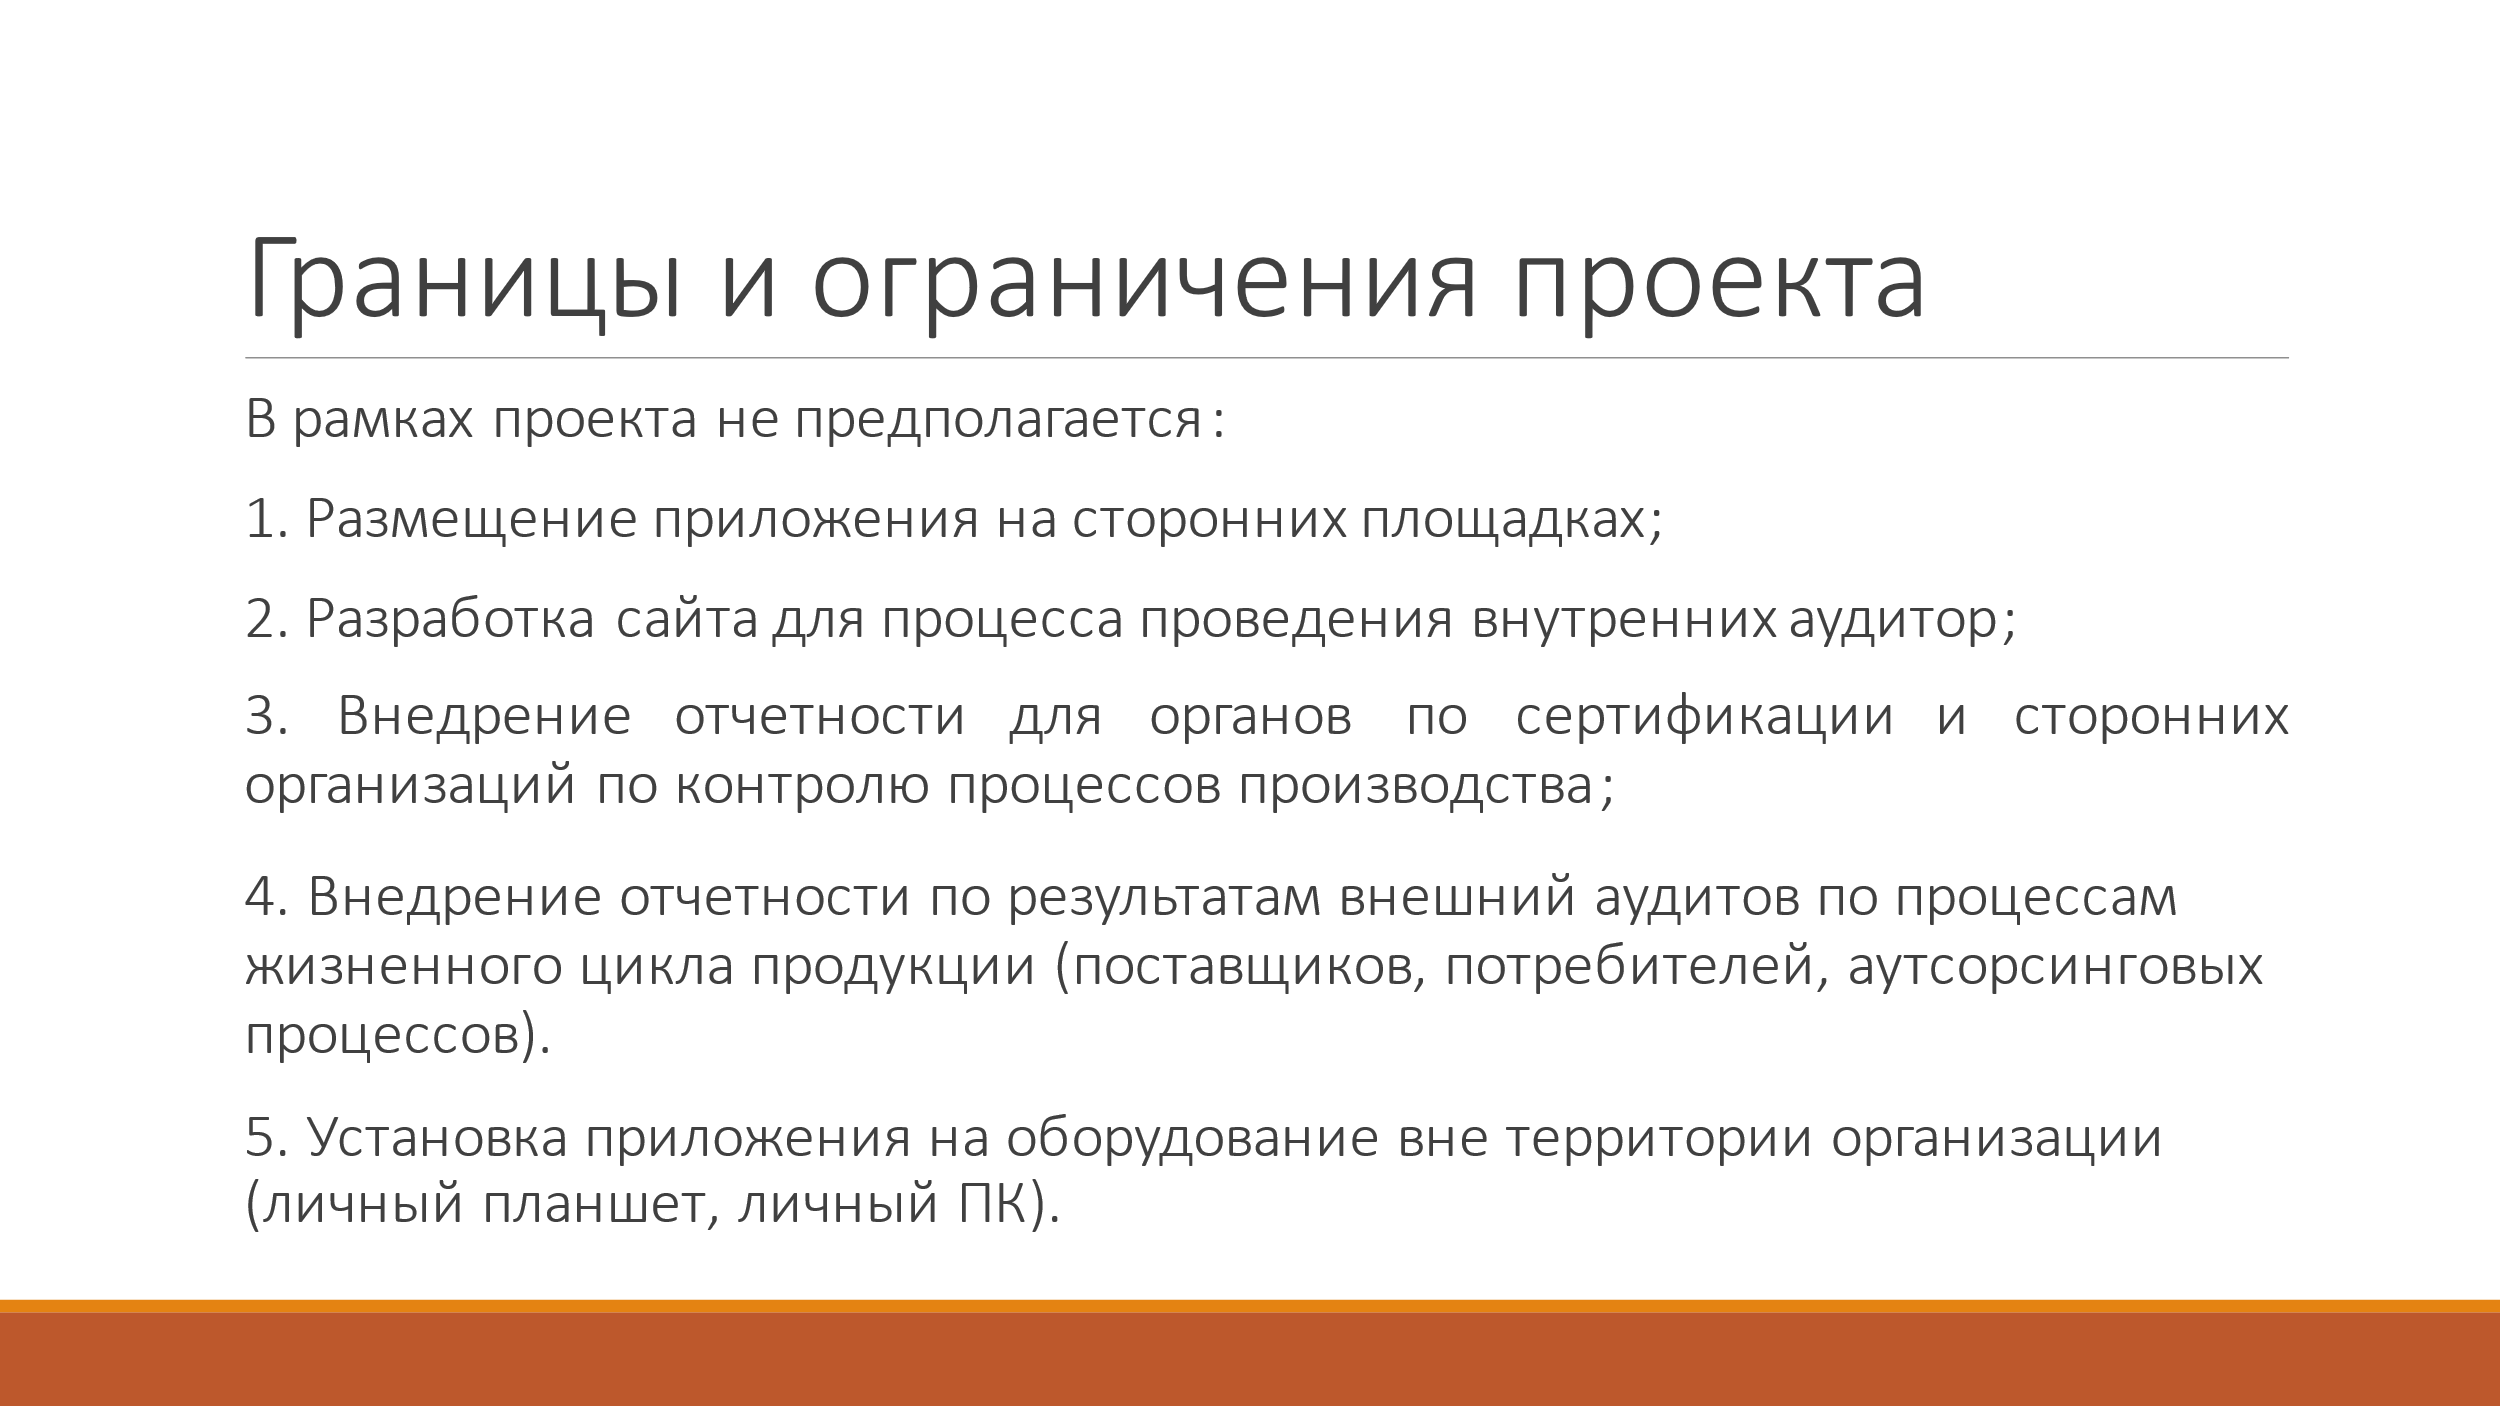 Границы и ограничения проекта
В рамках проекта не предполагается:
1. Размещение приложения на сторонних площадках;
2. Разработка сайта для процесса проведения внутренних аудитор;
3. Внедрение отчетности для органов по сертификации и сторонних
организаций по контролю процессов производства;
4. Внедрение отчетности по результатам внешний аудитов по процессам
жизненного цикла продукции (поставщиков, потребителей, аутсорсинговых
процессов).
5. Установка приложения на оборудование вне территории организации
(личный планшет, личный ПК).